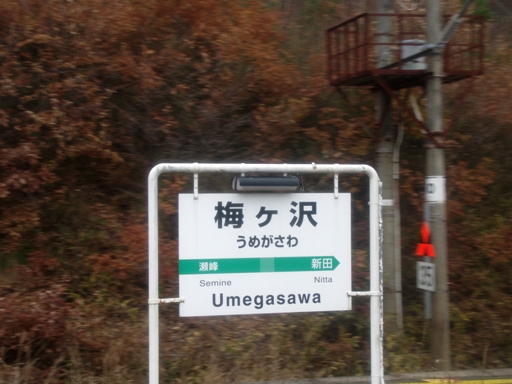 梅ヶ沢
うめがさわ
瀬峰 新田
Semine Nitta
Umegasawa